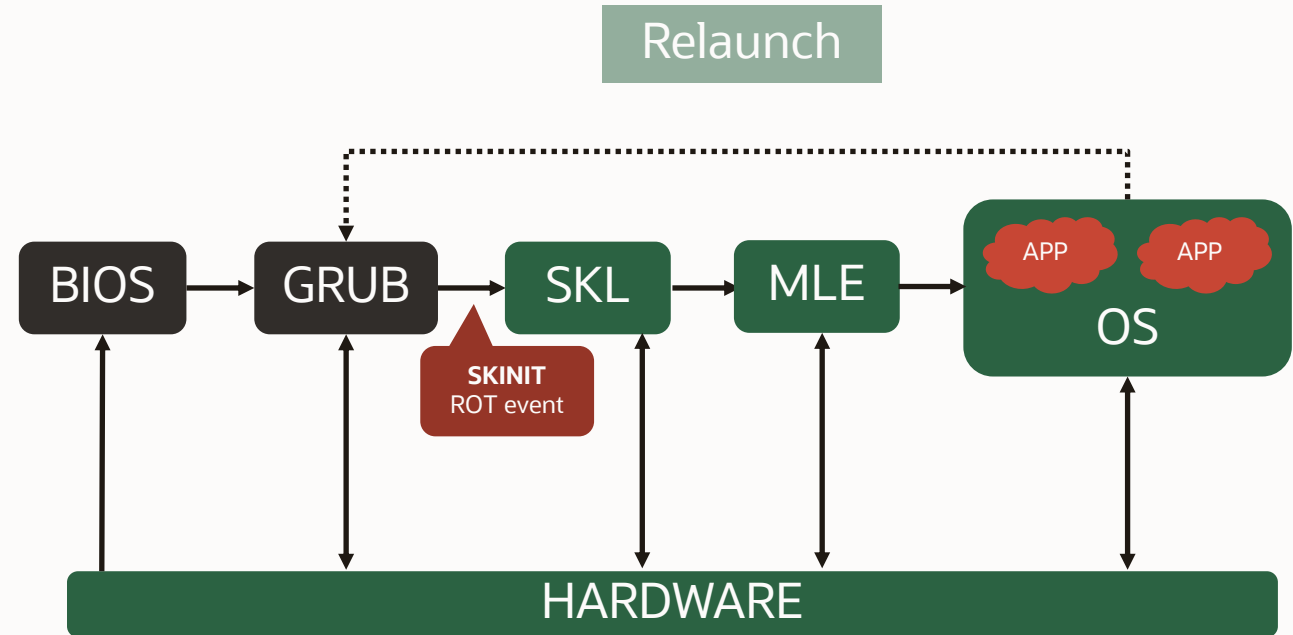 Relaunch
BIOS
GRUB
SKL
MLE
APP
APP
OS
SKINIT
ROT event
HARDWARE